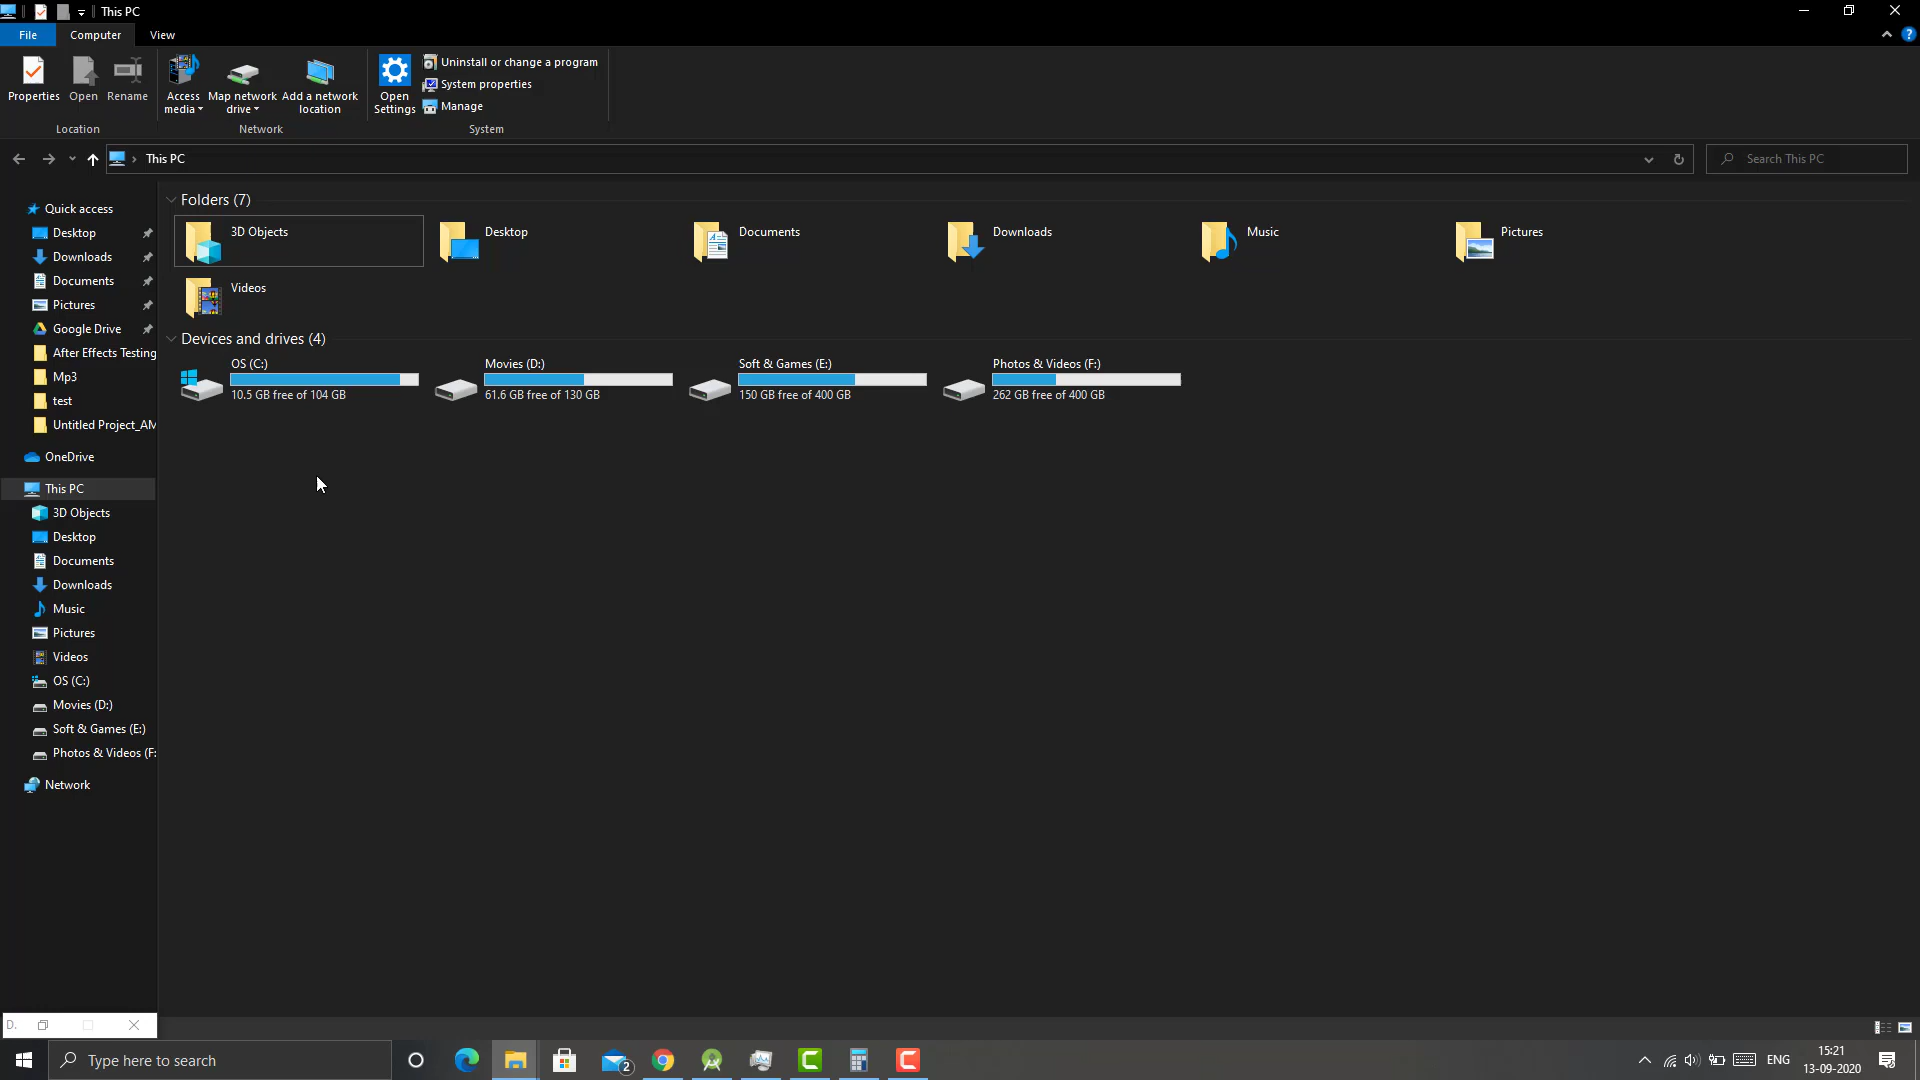 This PC
File
Computer
View
Properties
Open
Rename
Location
Access media
Map network drive
Add a network location
Network
Open Settings
Uninstall or change a program
System properties
Manage
System
This PC
Search This PC
Quick access
Desktop
Downloads
Documents
Pictures
Google Drive
After Effects Testing
Mp3
test
Untitled Project_AM
OneDrive
This PC
3D Objects
Desktop
Documents
Downloads
Music
Pictures
Videos
OS (C:)
Movies (D:)
Soft & Games (E:)
Photos & Videos (F:
Network
Folders (7)
3D Objects
Desktop
Documents
Downloads
Music
Pictures
Videos
Devices and drives (4)
OS (C:)
10.5 GB free of 104 GB
Movies (D:)
61.6 GB free of 130 GB
Soft & Games (E:)
150 GB free of 400 GB
Photos & Videos (F:)
262 GB free of 400 GB
D.
Type here to search
2
ENG
15:21
13-09-2020